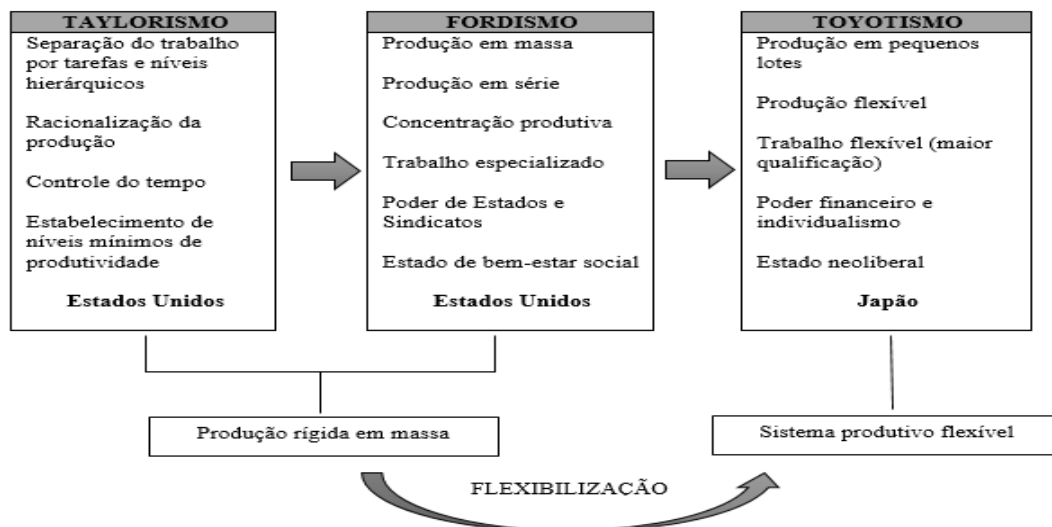 TAYLORISMO
Separação do trabalho
por tarefas e níveis
hierárquicos
Racionalização da
produção
Controle do tempo
Estabelecimento de
níveis mínimos de
produtividade
Estados Unidos
FORDISMO
Produção em massa
Produção em série
Concentração produtiva
Trabalho especializado
Poder de Estados e
Sindicatos
Estado de bem-estar social
Estados Unidos
TOYOTISMO
Produção em pequenos
lotes
Produção flexível
Trabalho flexível (maior
qualificação)
Poder financeiro e
individualismo
Estado neoliberal
Japão
Produção rígida em massa
Sistema produtivo flexível
FLEXIBILIZAÇÃO